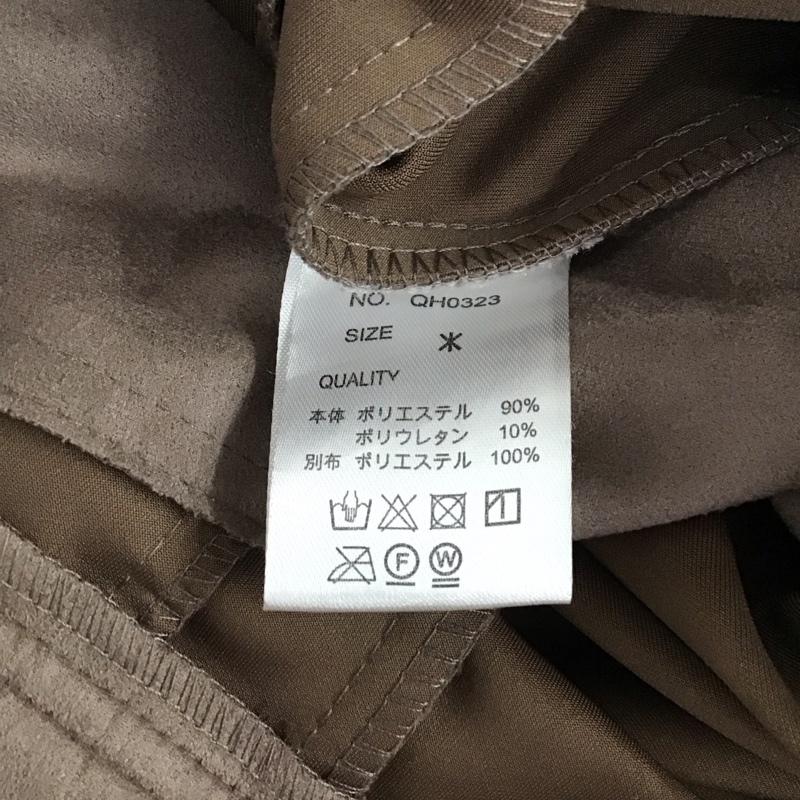 NO. QH0323
SIZE *
QUALITY
本体 ポリエステル 90%
ポリウレタン 10%
別布 ポリエステル 100%
F W